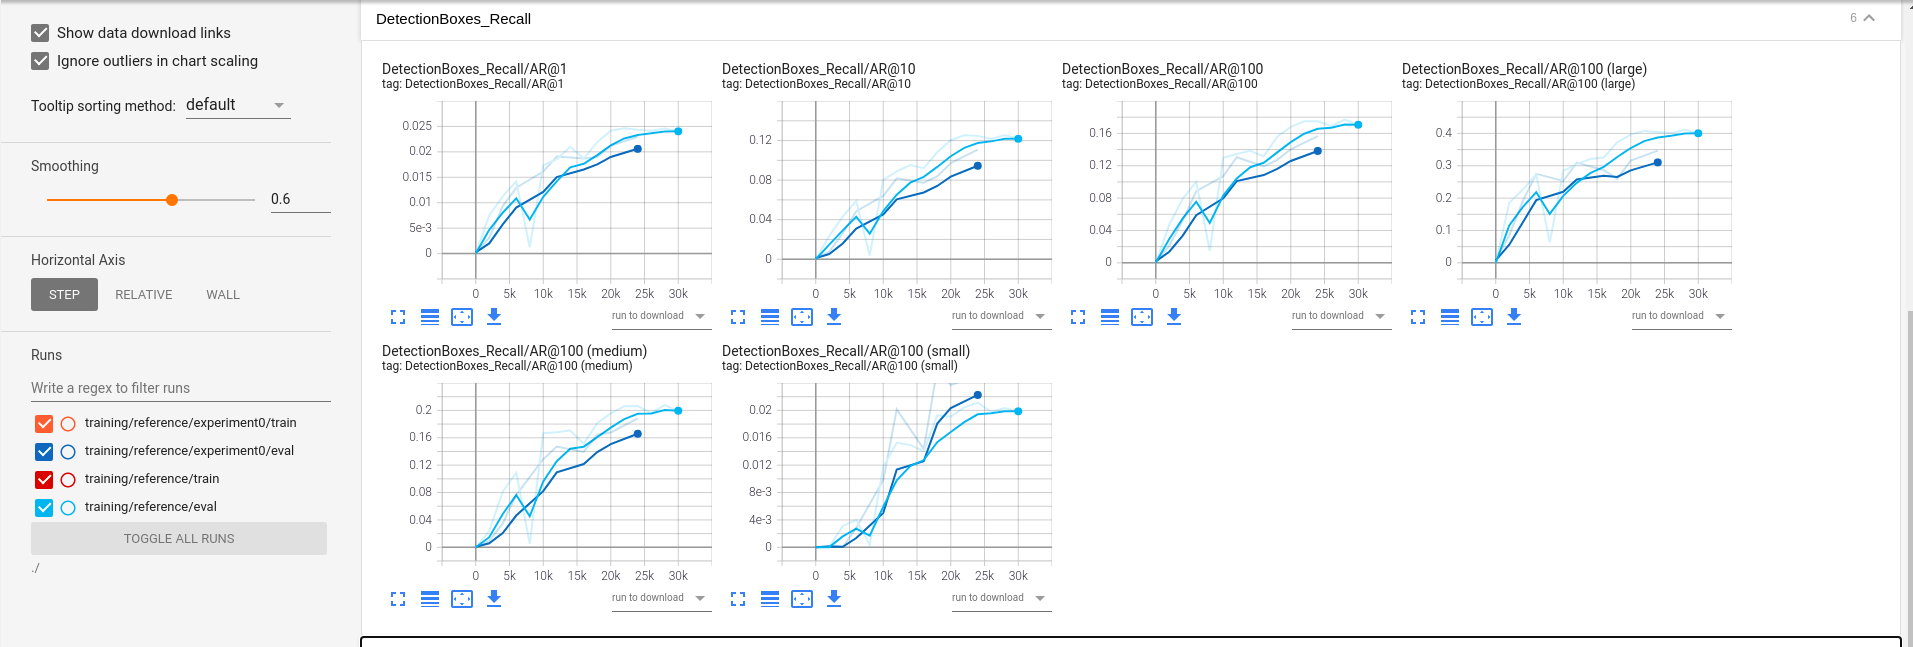 DetectionBoxes_Recall
6
Show data download links
Ignore outliers in chart scaling
Tooltip sorting method: default
Smoothing
0.6
Horizontal Axis
STEP RELATIVE WALL
Runs
Write a regex to filter runs
training/reference/experiment0/train
training/reference/experiment0/eval
training/reference/train
training/reference/eval
TOGGLE ALL RUNS
./
DetectionBoxes_Recall/AR@1
tag: DetectionBoxes_Recall/AR@1
0.025
0.02
0.015
0.01
5e-3
0
0 5k 10k 15k 20k 25k 30k
run to download
DetectionBoxes_Recall/AR@10
tag: DetectionBoxes_Recall/AR@10
0.12
0.08
0.04
0
0 5k 10k 15k 20k 25k 30k
run to download
DetectionBoxes_Recall/AR@100
tag: DetectionBoxes_Recall/AR@100
0.16
0.12
0.08
0.04
0
0 5k 10k 15k 20k 25k 30k
run to download
DetectionBoxes_Recall/AR@100 (large)
tag: DetectionBoxes_Recall/AR@100 (large)
0.4
0.3
0.2
0.1
0
0 5k 10k 15k 20k 25k 30k
run to download
DetectionBoxes_Recall/AR@100 (medium)
tag: DetectionBoxes_Recall/AR@100 (medium)
0.2
0.16
0.12
0.08
0.04
0
0 5k 10k 15k 20k 25k 30k
run to download
DetectionBoxes_Recall/AR@100 (small)
tag: DetectionBoxes_Recall/AR@100 (small)
0.02
0.016
0.012
8e-3
4e-3
0
0 5k 10k 15k 20k 25k 30k
run to download